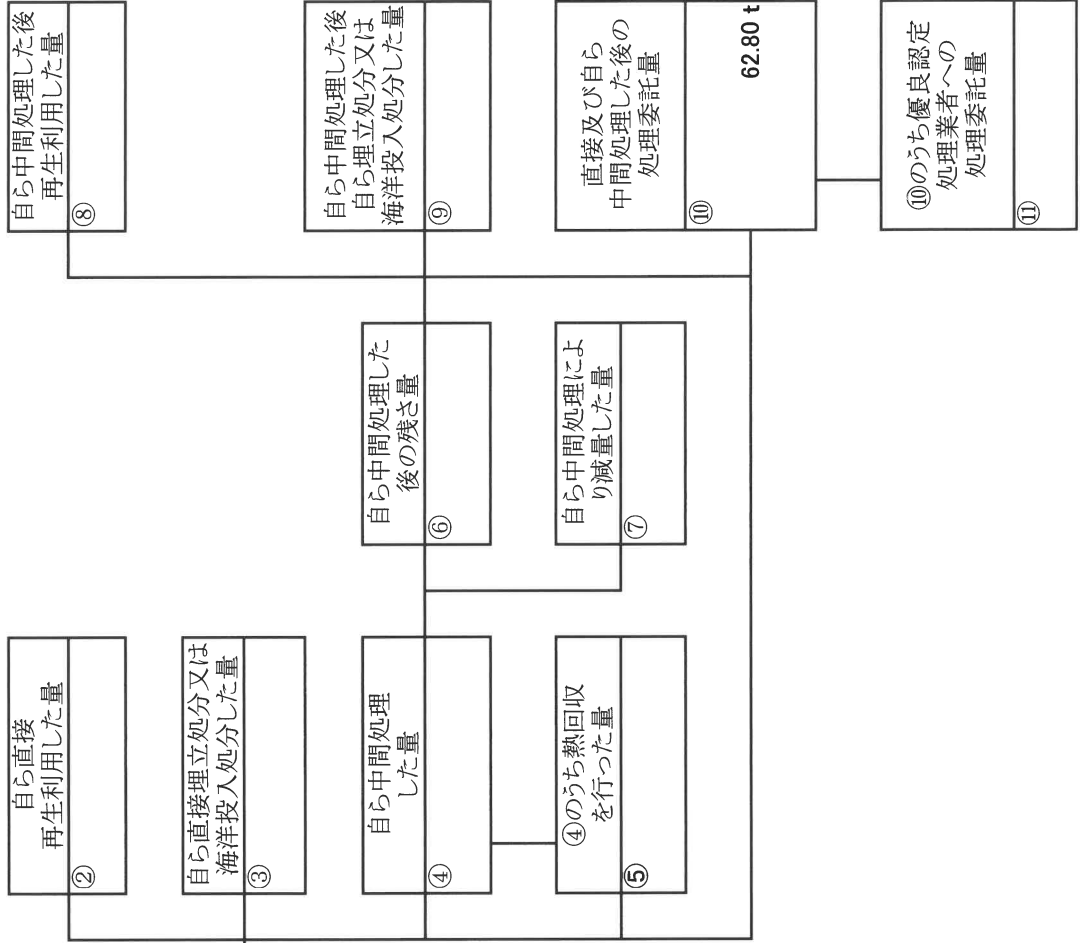 自ら直接
再生利用した量
②
自ら直接埋立処分又は
海洋投入処分した量
③
自ら中間処理
した量
④
④のうち熱回収
を行った量
⑤
自ら中間処理した
後の残さ量
⑥
自ら中間処理によ
り減量した量
⑦
自ら中間処理した後
再生利用した量
⑧
自ら中間処理した後
自ら埋立処分又は
海洋投入処分した量
⑨
直接及び自ら
中間処理した後の
処理委託量
⑩
62.80 t
⑩のうち優良認定
処理業者への
処理委託量
⑪